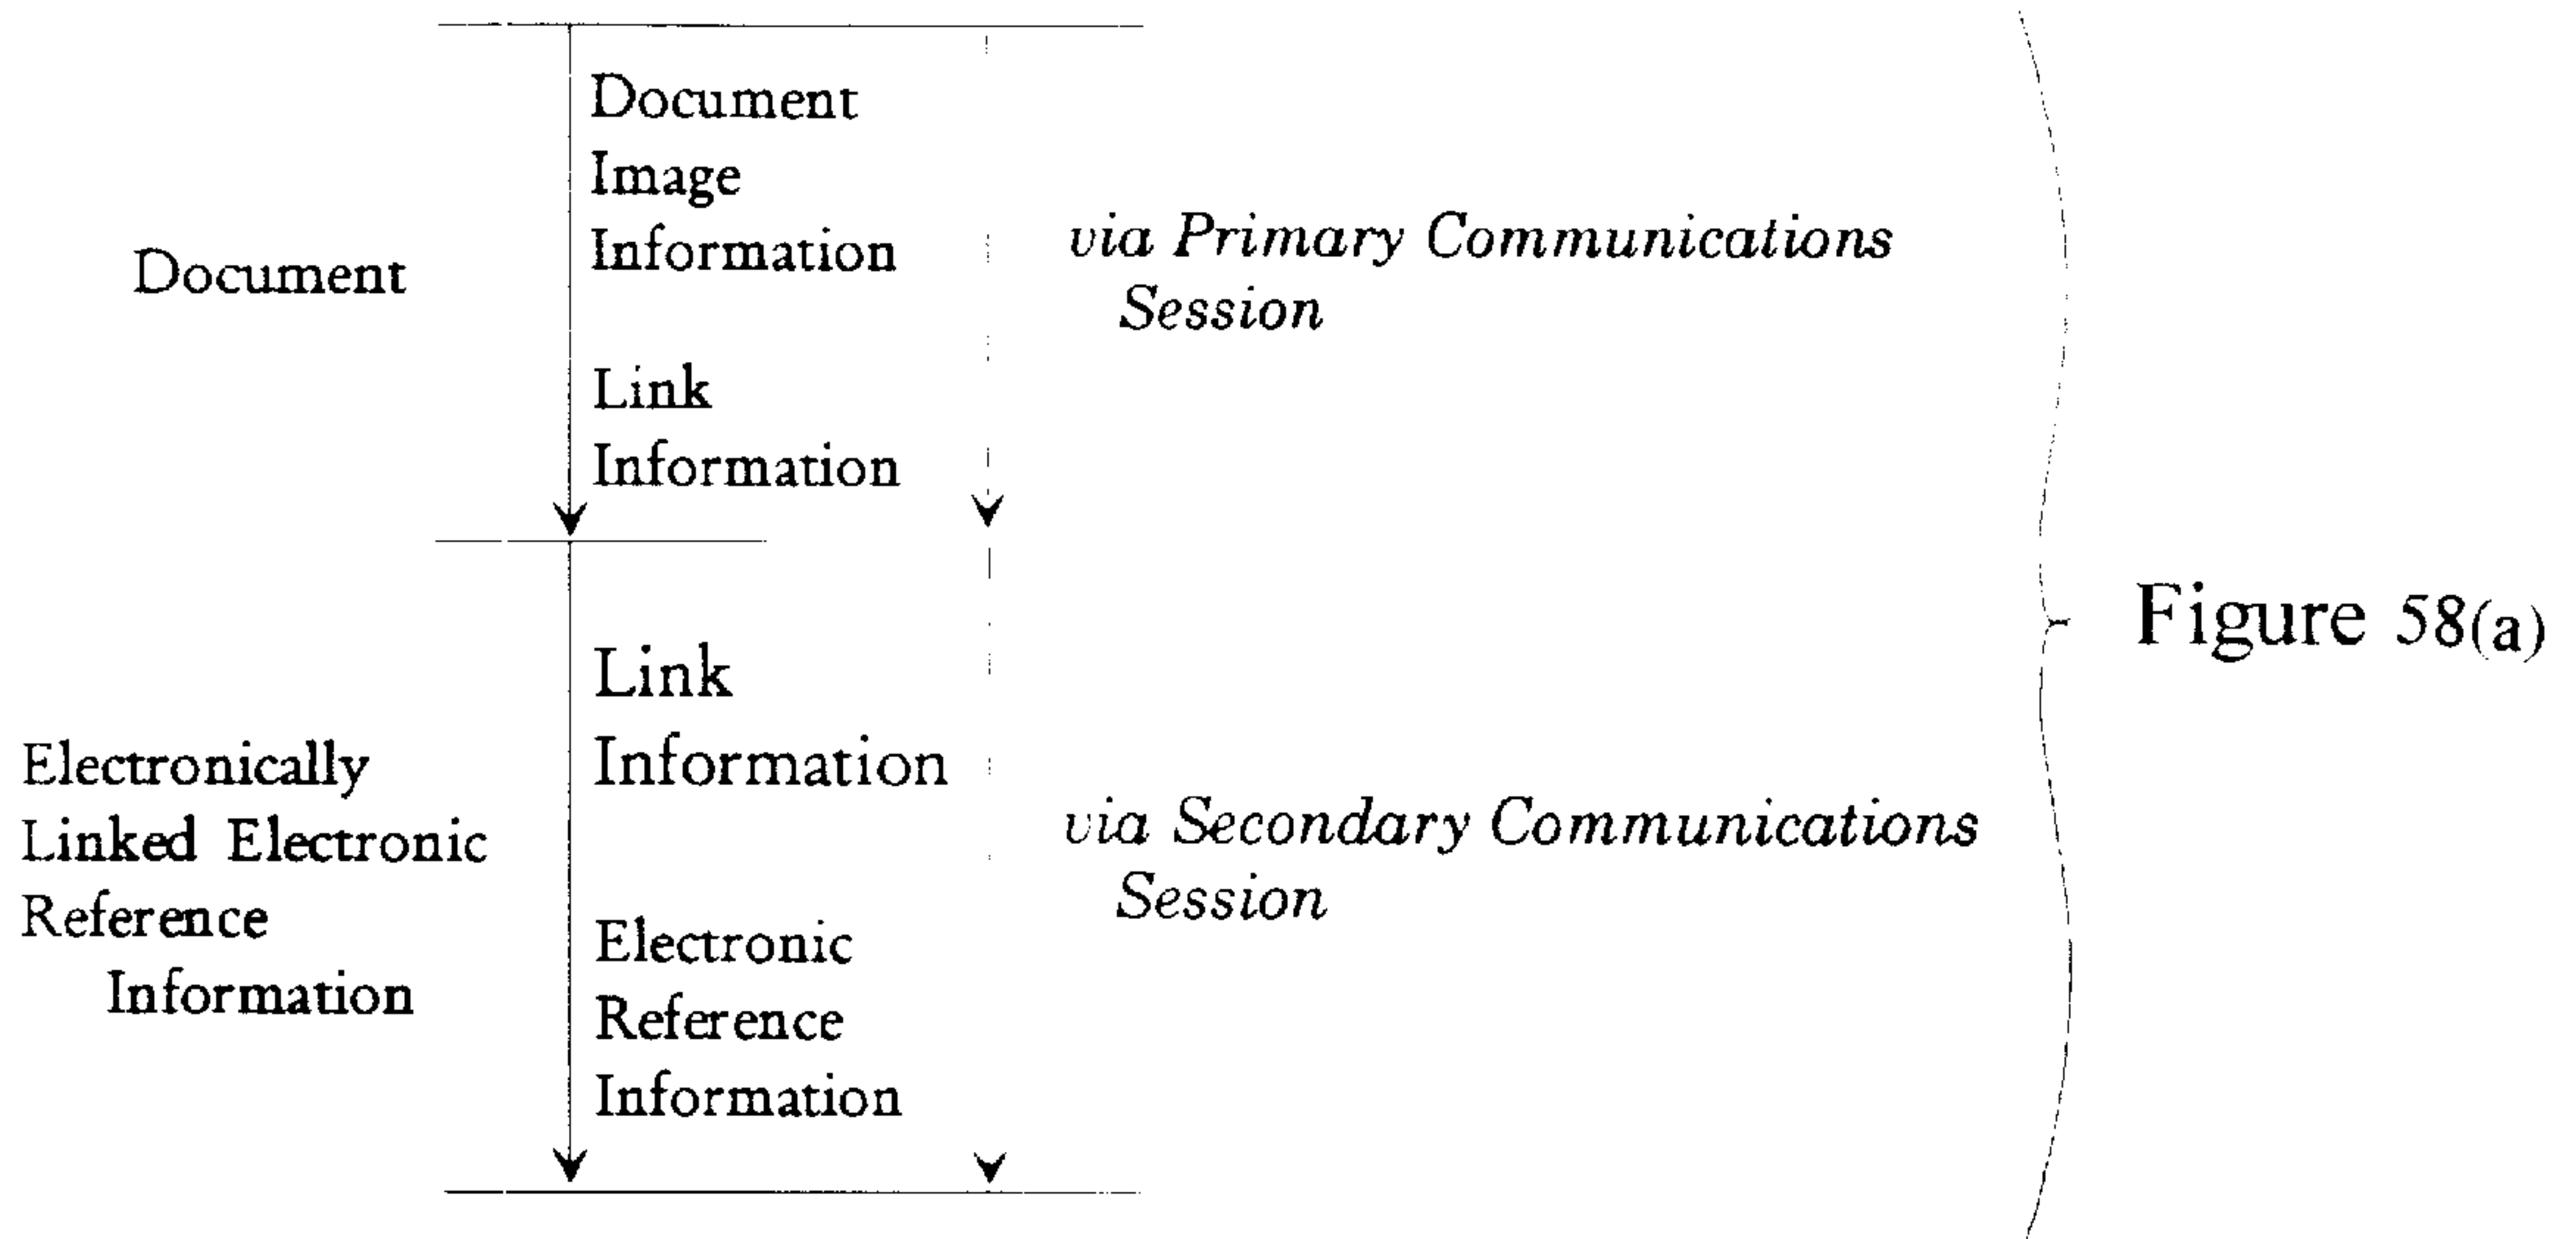 Document
Image
Information
Document
via Primary Communications
Session
Link
Information
Link
Information
Electronically
Linked Electronic
Reference
Information
via Secondary Communications
Session
Electronic
Reference
Information
Figure 58(a)